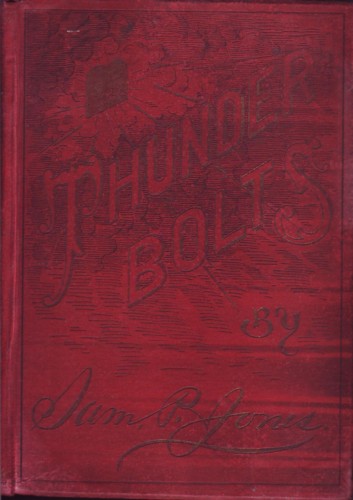 THUNDER
BOLTS
BY
Sam P. Jones.